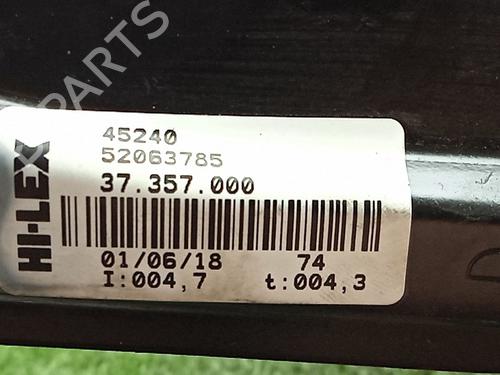 PARTS
HI-LEX
45240
52063785
37.357.000
01/06/18 74
I:004,7 t:004,3